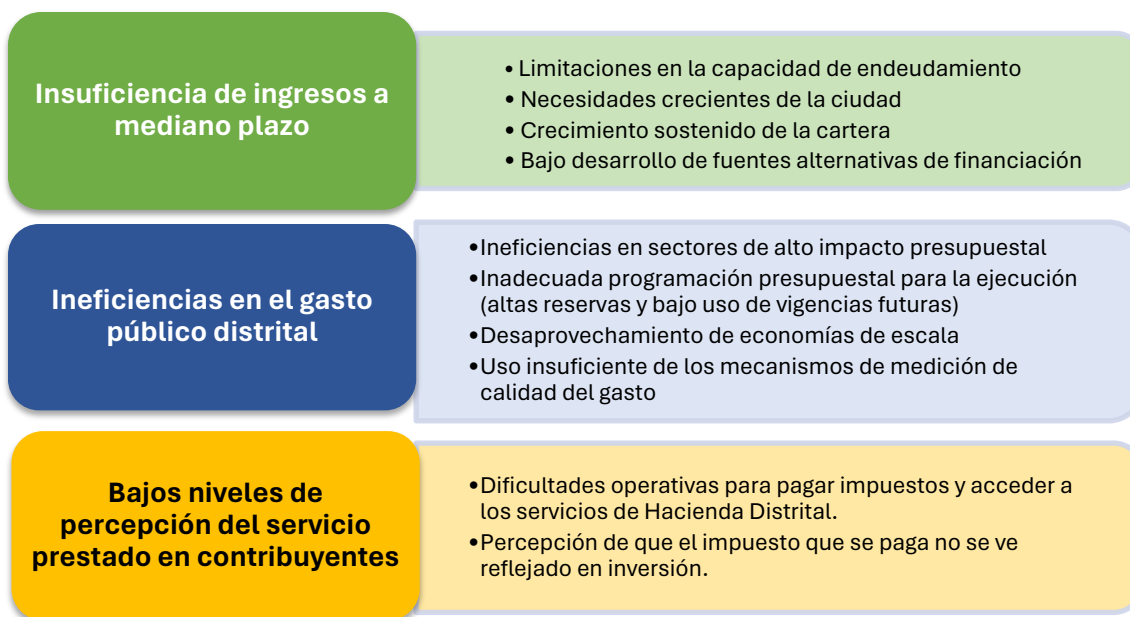 Insuficiencia de ingresos a
mediano plazo
• Limitaciones en la capacidad de endeudamiento
• Necesidades crecientes de la ciudad
• Crecimiento sostenido de la cartera
• Bajo desarrollo de fuentes alternativas de financiación
Ineficiencias en el gasto
público distrital
•Ineficiencias en sectores de alto impacto presupuestal
•Inadecuada programación presupuestal para la ejecución
(altas reservas y bajo uso de vigencias futuras)
•Desaprovechamiento de economías de escala
•Uso insuficiente de los mecanismos de medición de
calidad del gasto
Bajos niveles de
percepción del servicio
prestado en contribuyentes
•Dificultades operativas para pagar impuestos y acceder a
los servicios de Hacienda Distrital.
•Percepción de que el impuesto que se paga no se ve
reflejado en inversión.